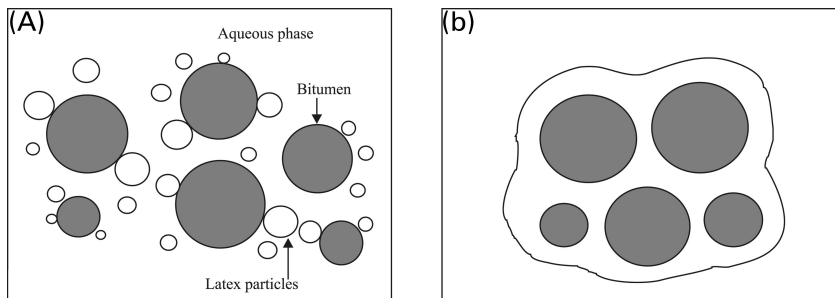 (A)
Aqueous phase
Bitumen
Latex particles
(b)